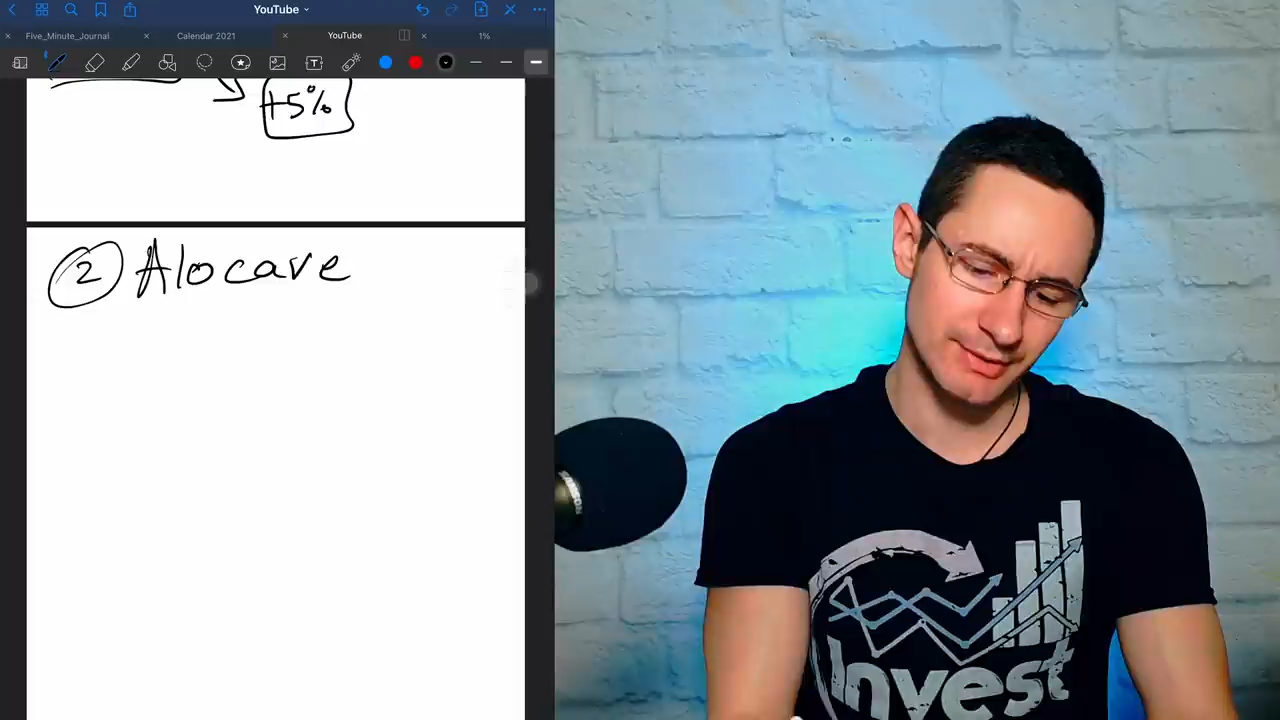 YouTube
Five_Minute_Journal
Calendar 2021
YouTube
1%
+5%
2 Alocare
Invest